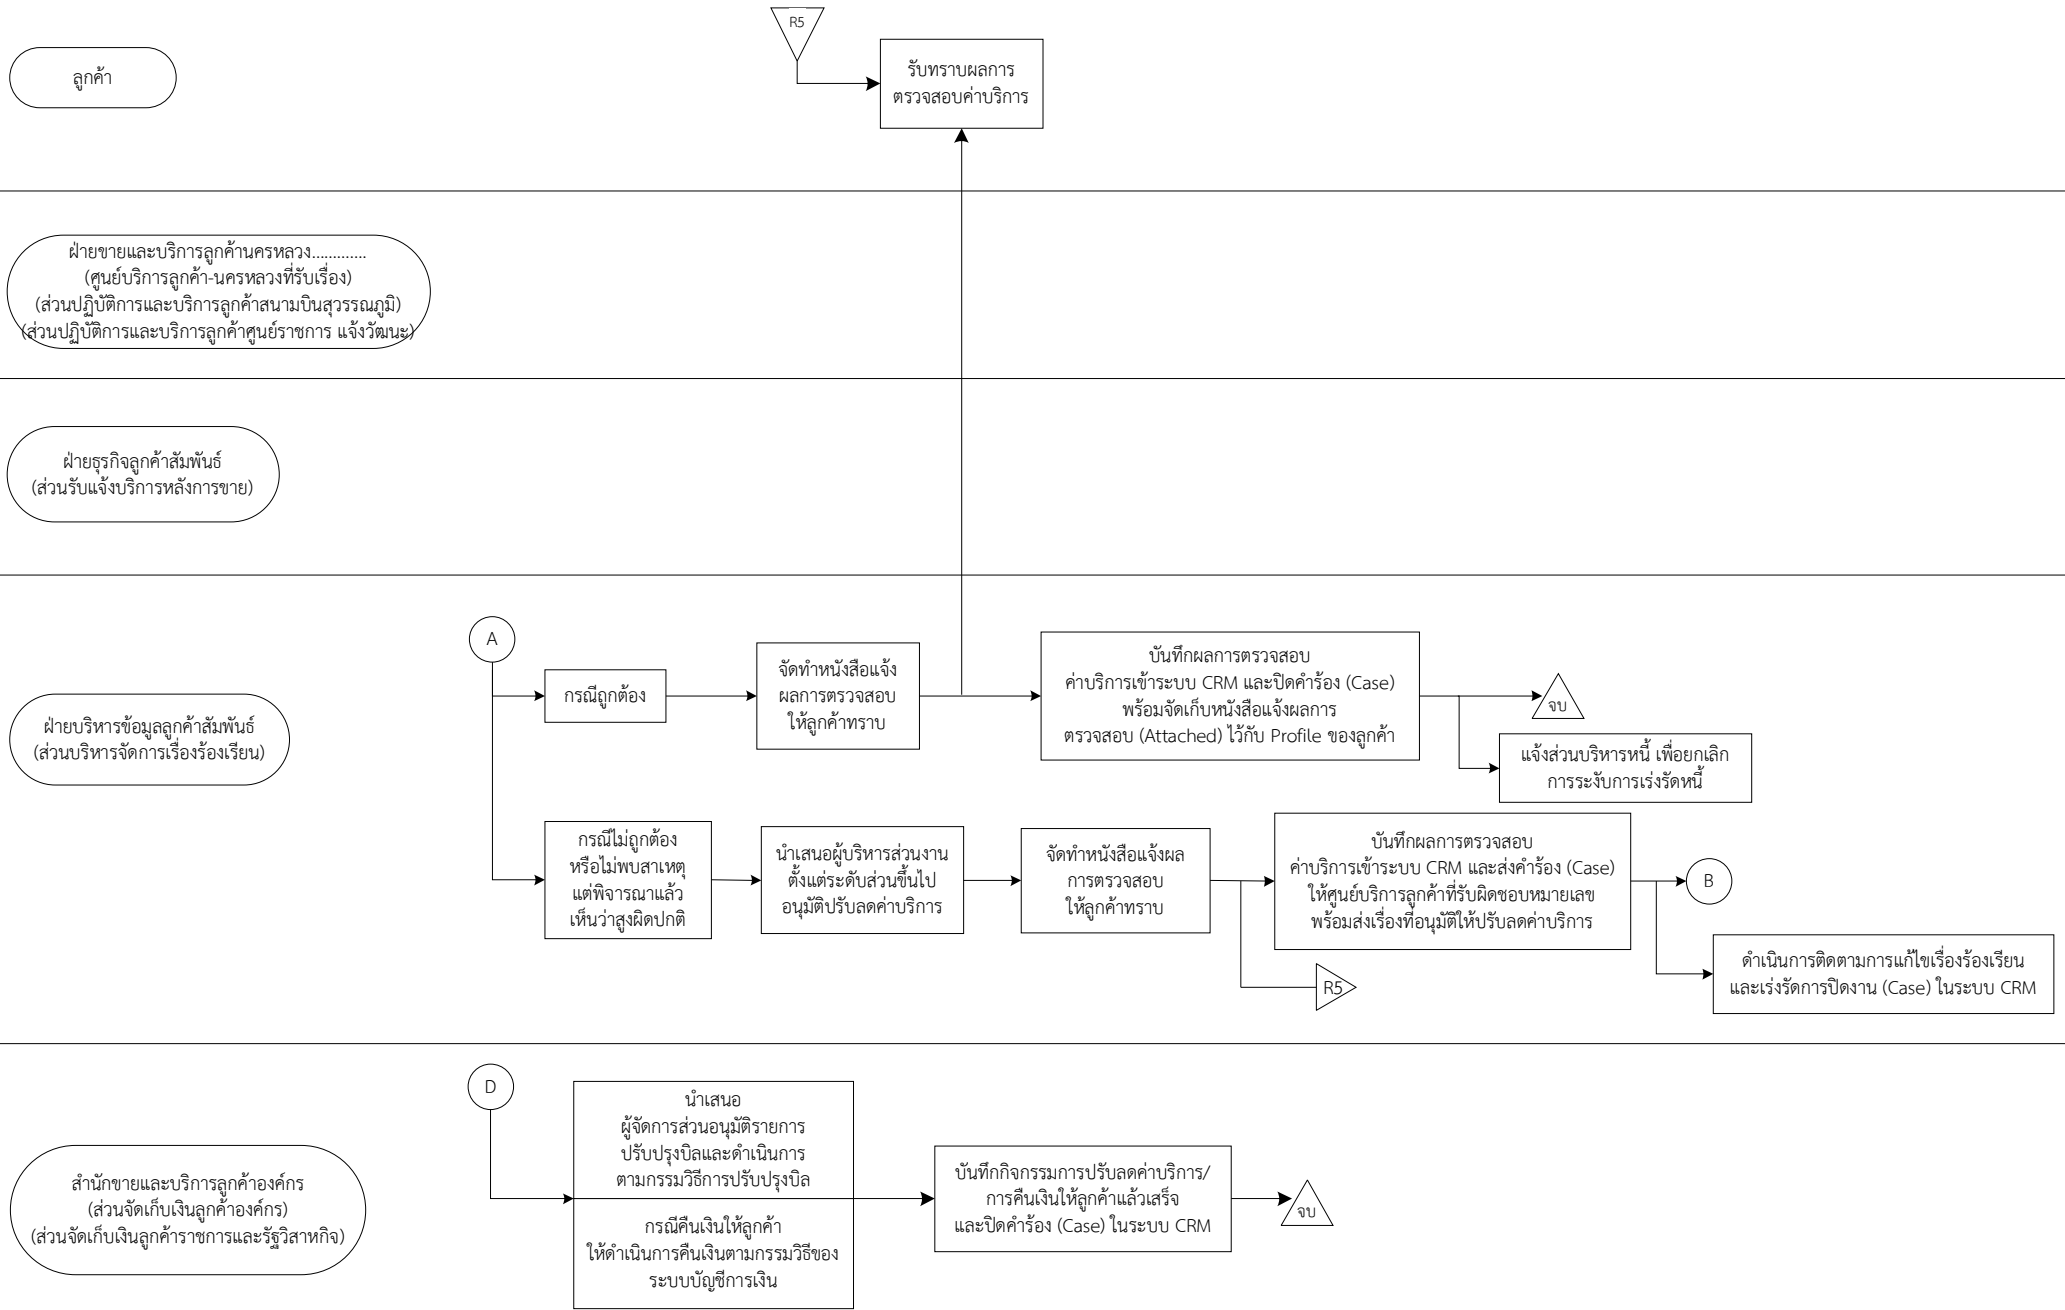 R5
ลูกค้า
รับทราบผลการ
ตรวจสอบค่าบริการ
ฝ่ายขายและบริการลูกค้านครหลวง.............
(ศูนย์บริการลูกค้า-นครหลวงที่รับเรื่อง)
(ส่วนปฏิบัติการและบริการลูกค้าสนามบินสุวรรณภูมิ)
(ส่วนปฏิบัติการและบริการลูกค้าศูนย์ราชการ แจ้งวัฒนะ)
ฝ่ายธุรกิจลูกค้าสัมพันธ์
(ส่วนรับแจ้งบริการหลังการขาย)
ฝ่ายบริหารข้อมูลลูกค้าสัมพันธ์
(ส่วนบริหารจัดการเรื่องร้องเรียน)
A
กรณีถูกต้อง
จัดทำหนังสือแจ้ง
ผลการตรวจสอบ
ให้ลูกค้าทราบ
บันทึกผลการตรวจสอบ
ค่าบริการเข้าระบบ CRM และปิดคำร้อง (Case)
พร้อมจัดเก็บหนังสือแจ้งผลการ
ตรวจสอบ (Attached) ไว้กับ Profile ของลูกค้า
จบ
แจ้งส่วนบริหารหนี้ เพื่อยกเลิก
การระงับการเร่งรัดหนี้
กรณีไม่ถูกต้อง
หรือไม่พบสาเหตุ
แต่พิจารณาแล้ว
เห็นว่าสูงผิดปกติ
นำเสนอผู้บริหารส่วนงาน
ตั้งแต่ระดับส่วนขึ้นไป
อนุมัติปรับลดค่าบริการ
จัดทำหนังสือแจ้งผล
การตรวจสอบ
ให้ลูกค้าทราบ
R5
บันทึกผลการตรวจสอบ
ค่าบริการเข้าระบบ CRM และส่งคำร้อง (Case)
ให้ศูนย์บริการลูกค้าที่รับผิดชอบหมายเลข
พร้อมส่งเรื่องที่อนุมัติให้ปรับลดค่าบริการ
B
ดำเนินการติดตามการแก้ไขเรื่องร้องเรียน
และเร่งรัดการปิดงาน (Case) ในระบบ CRM
สำนักขายและบริการลูกค้าองค์กร
(ส่วนจัดเก็บเงินลูกค้าองค์กร)
(ส่วนจัดเก็บเงินลูกค้าราชการและรัฐวิสาหกิจ)
D
นำเสนอ
ผู้จัดการส่วนอนุมัติรายการ
ปรับปรุงบิลและดำเนินการ
ตามกรรมวิธีการปรับปรุงบิล
กรณีคืนเงินให้ลูกค้า
ให้ดำเนินการคืนเงินตามกรรมวิธีของ
ระบบบัญชีการเงิน
บันทึกกิจกรรมการปรับลดค่าบริการ/
การคืนเงินให้ลูกค้าแล้วเสร็จ
และปิดคำร้อง (Case) ในระบบ CRM
จบ